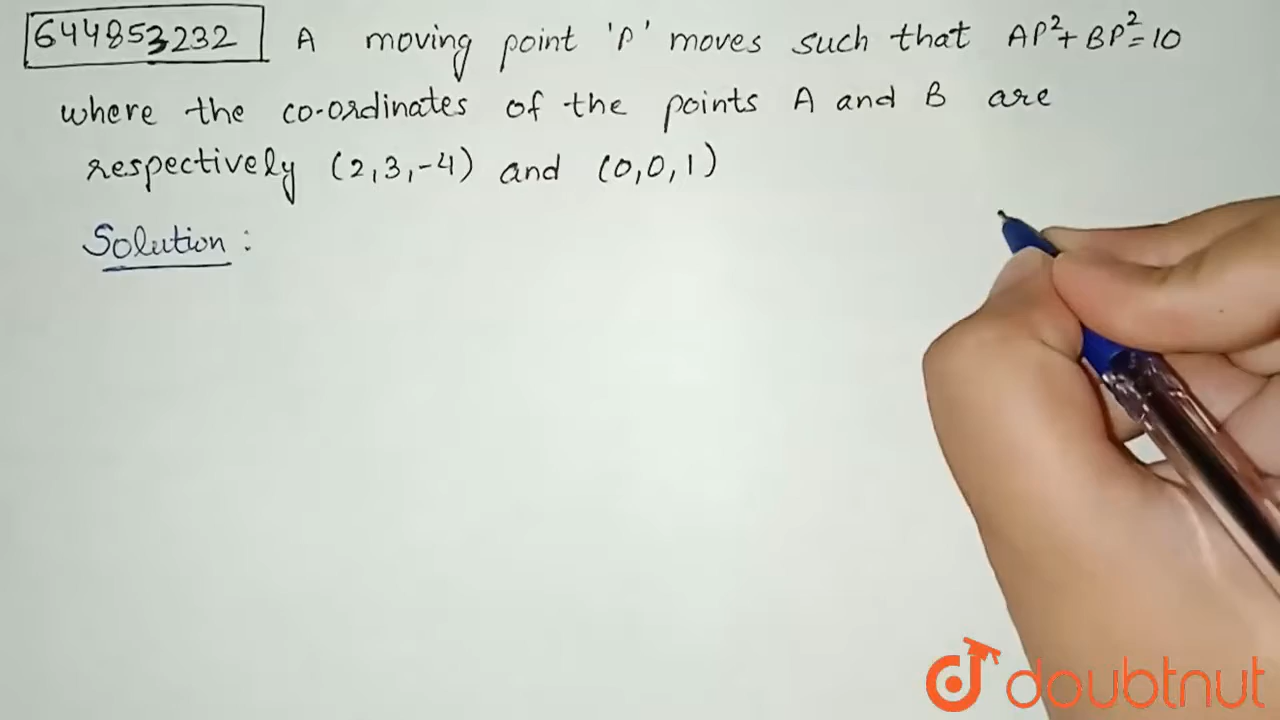 644853232 A moving point 'P' moves such that AP²+ BP²=10
where the co-ordinates of the points A and B are
respectively (2,3,-4) and (0,0,1)
Solution :
doubtnut